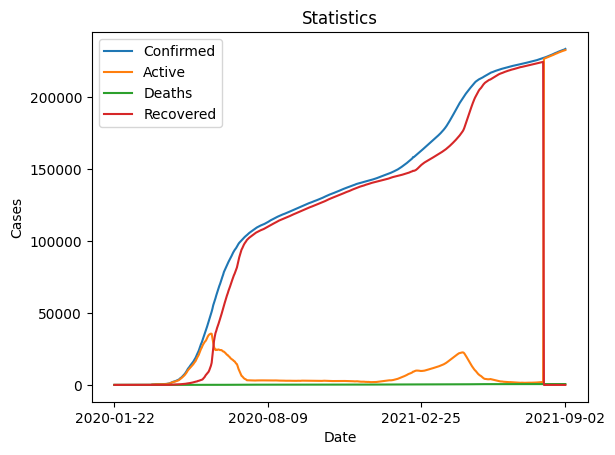 Statistics
Confirmed
Active
Deaths
Recovered
Cases
200000
150000
100000
50000
0
2020-01-22
2020-08-09
2021-02-25
2021-09-02
Date